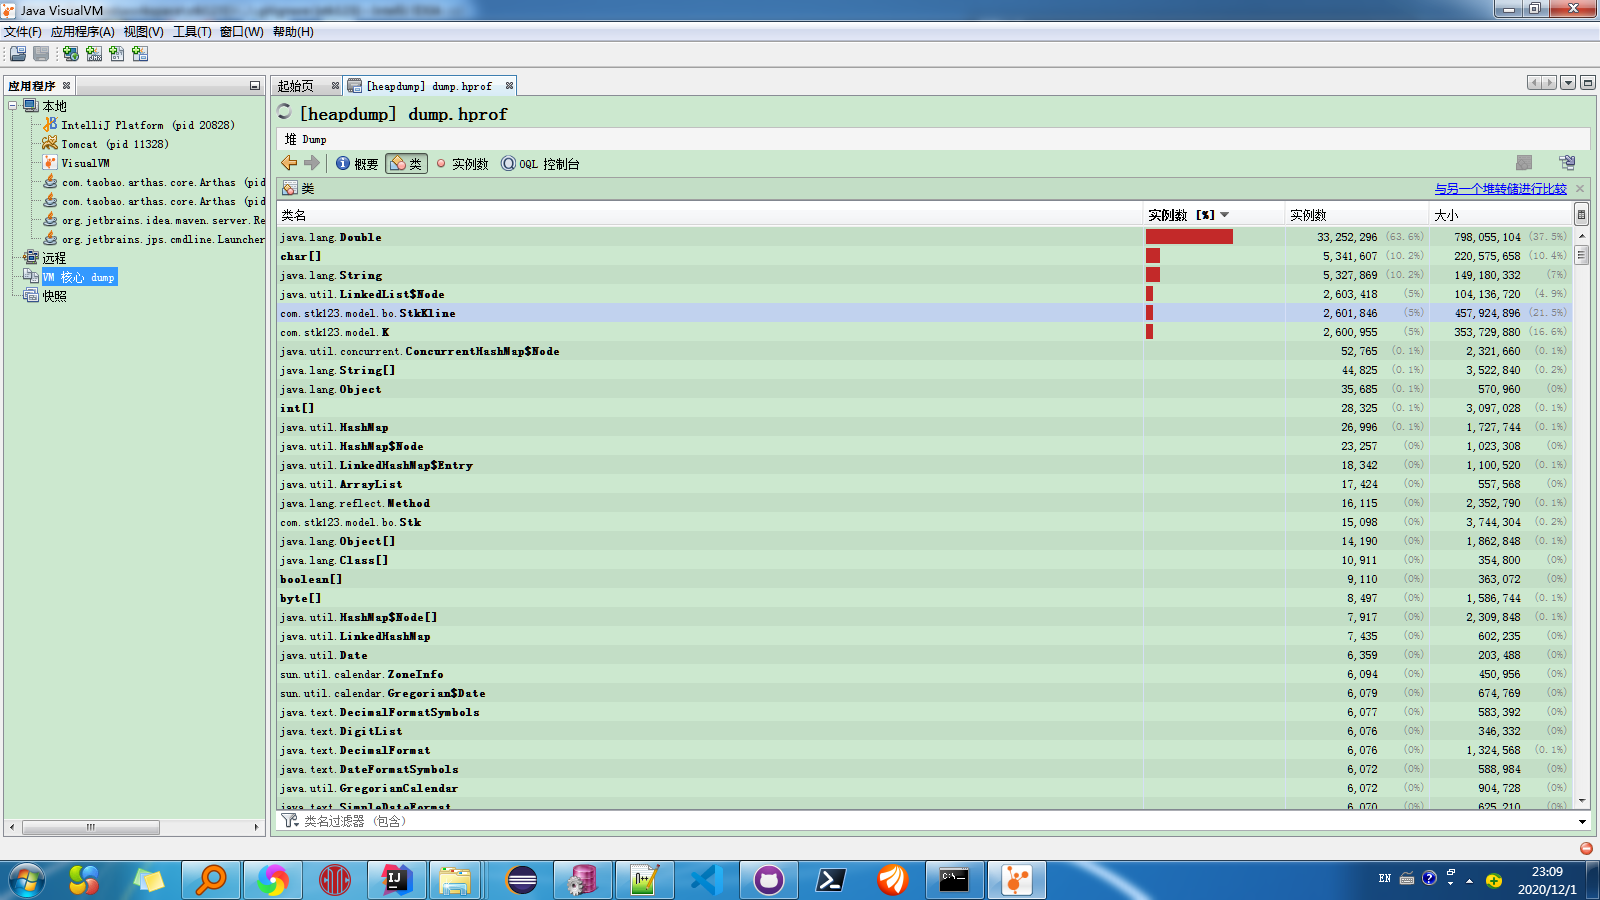 Java VisualVM
文件(F) 应用程序(A) 视图(V) 工具(T) 窗口(W) 帮助(H)
应用程序
本地
IntelliJ Platform (pid 20828)
Tomcat (pid 11328)
VisualVM
com.taobao.arthas.core.Arthas (pid
com.taobao.arthas.core.Arthas (pid
org.jetbrains.idea.maven.server.Re
org.jetbrains.jps.cmdline.Launcher
远程
VM 核心 dump
快照
起始页 [heapdump] dump.hprof
[heapdump] dump.hprof
堆 Dump
概要 类 实例数 OQL 控制台
类 与另一个堆转储进行比较
类名 实例数 [%] 实例数 大小
java.lang.Double 33,252,296 (63.6%) 798,055,104 (37.5%)
char[] 5,341,607 (10.2%) 220,575,658 (10.4%)
java.lang.String 5,327,869 (10.2%) 149,180,332 (7%)
java.util.LinkedList$Node 2,603,418 (5%) 104,136,720 (4.9%)
com.stk123.model.bo.StkKline 2,601,846 (5%) 457,924,896 (21.5%)
com.stk123.model.K 2,600,955 (5%) 353,729,880 (16.6%)
java.util.concurrent.ConcurrentHashMap$Node 52,765 (0.1%) 2,321,660 (0.1%)
java.lang.String[] 44,825 (0.1%) 3,522,840 (0.2%)
java.lang.Object 35,685 (0.1%) 570,960 (0%)
int[] 28,325 (0.1%) 3,097,028 (0.1%)
java.util.HashMap 26,996 (0.1%) 1,727,744 (0.1%)
java.util.HashMap$Node 23,257 (0%) 1,023,308 (0%)
java.util.LinkedHashMap$Entry 18,342 (0%) 1,100,520 (0.1%)
java.util.ArrayList 17,424 (0%) 557,568 (0%)
java.lang.reflect.Method 16,115 (0%) 2,352,790 (0.1%)
com.stk123.model.bo.Stk 15,098 (0%) 3,744,304 (0.2%)
java.lang.Object[] 14,190 (0%) 1,862,848 (0.1%)
java.lang.Class[] 10,911 (0%) 354,800 (0%)
boolean[] 9,110 (0%) 363,072 (0%)
byte[] 8,497 (0%) 1,586,744 (0.1%)
java.util.HashMap$Node[] 7,917 (0%) 2,309,848 (0.1%)
java.util.LinkedHashMap 7,435 (0%) 602,235 (0%)
java.util.Date 6,359 (0%) 203,488 (0%)
sun.util.calendar.ZoneInfo 6,094 (0%) 450,956 (0%)
sun.util.calendar.Gregorian$Date 6,079 (0%) 674,769 (0%)
java.text.DecimalFormatSymbols 6,077 (0%) 583,392 (0%)
java.text.DigitList 6,076 (0%) 346,332 (0%)
java.text.DecimalFormat 6,076 (0%) 1,324,568 (0.1%)
java.text.DateFormatSymbols 6,072 (0%) 588,984 (0%)
java.util.GregorianCalendar 6,072 (0%) 904,728 (0%)
java.text.SimpleDateFormat 6,070 (0%) 625,210 (0%)
类名过滤器 (包含)
EN 23:09
2020/12/1